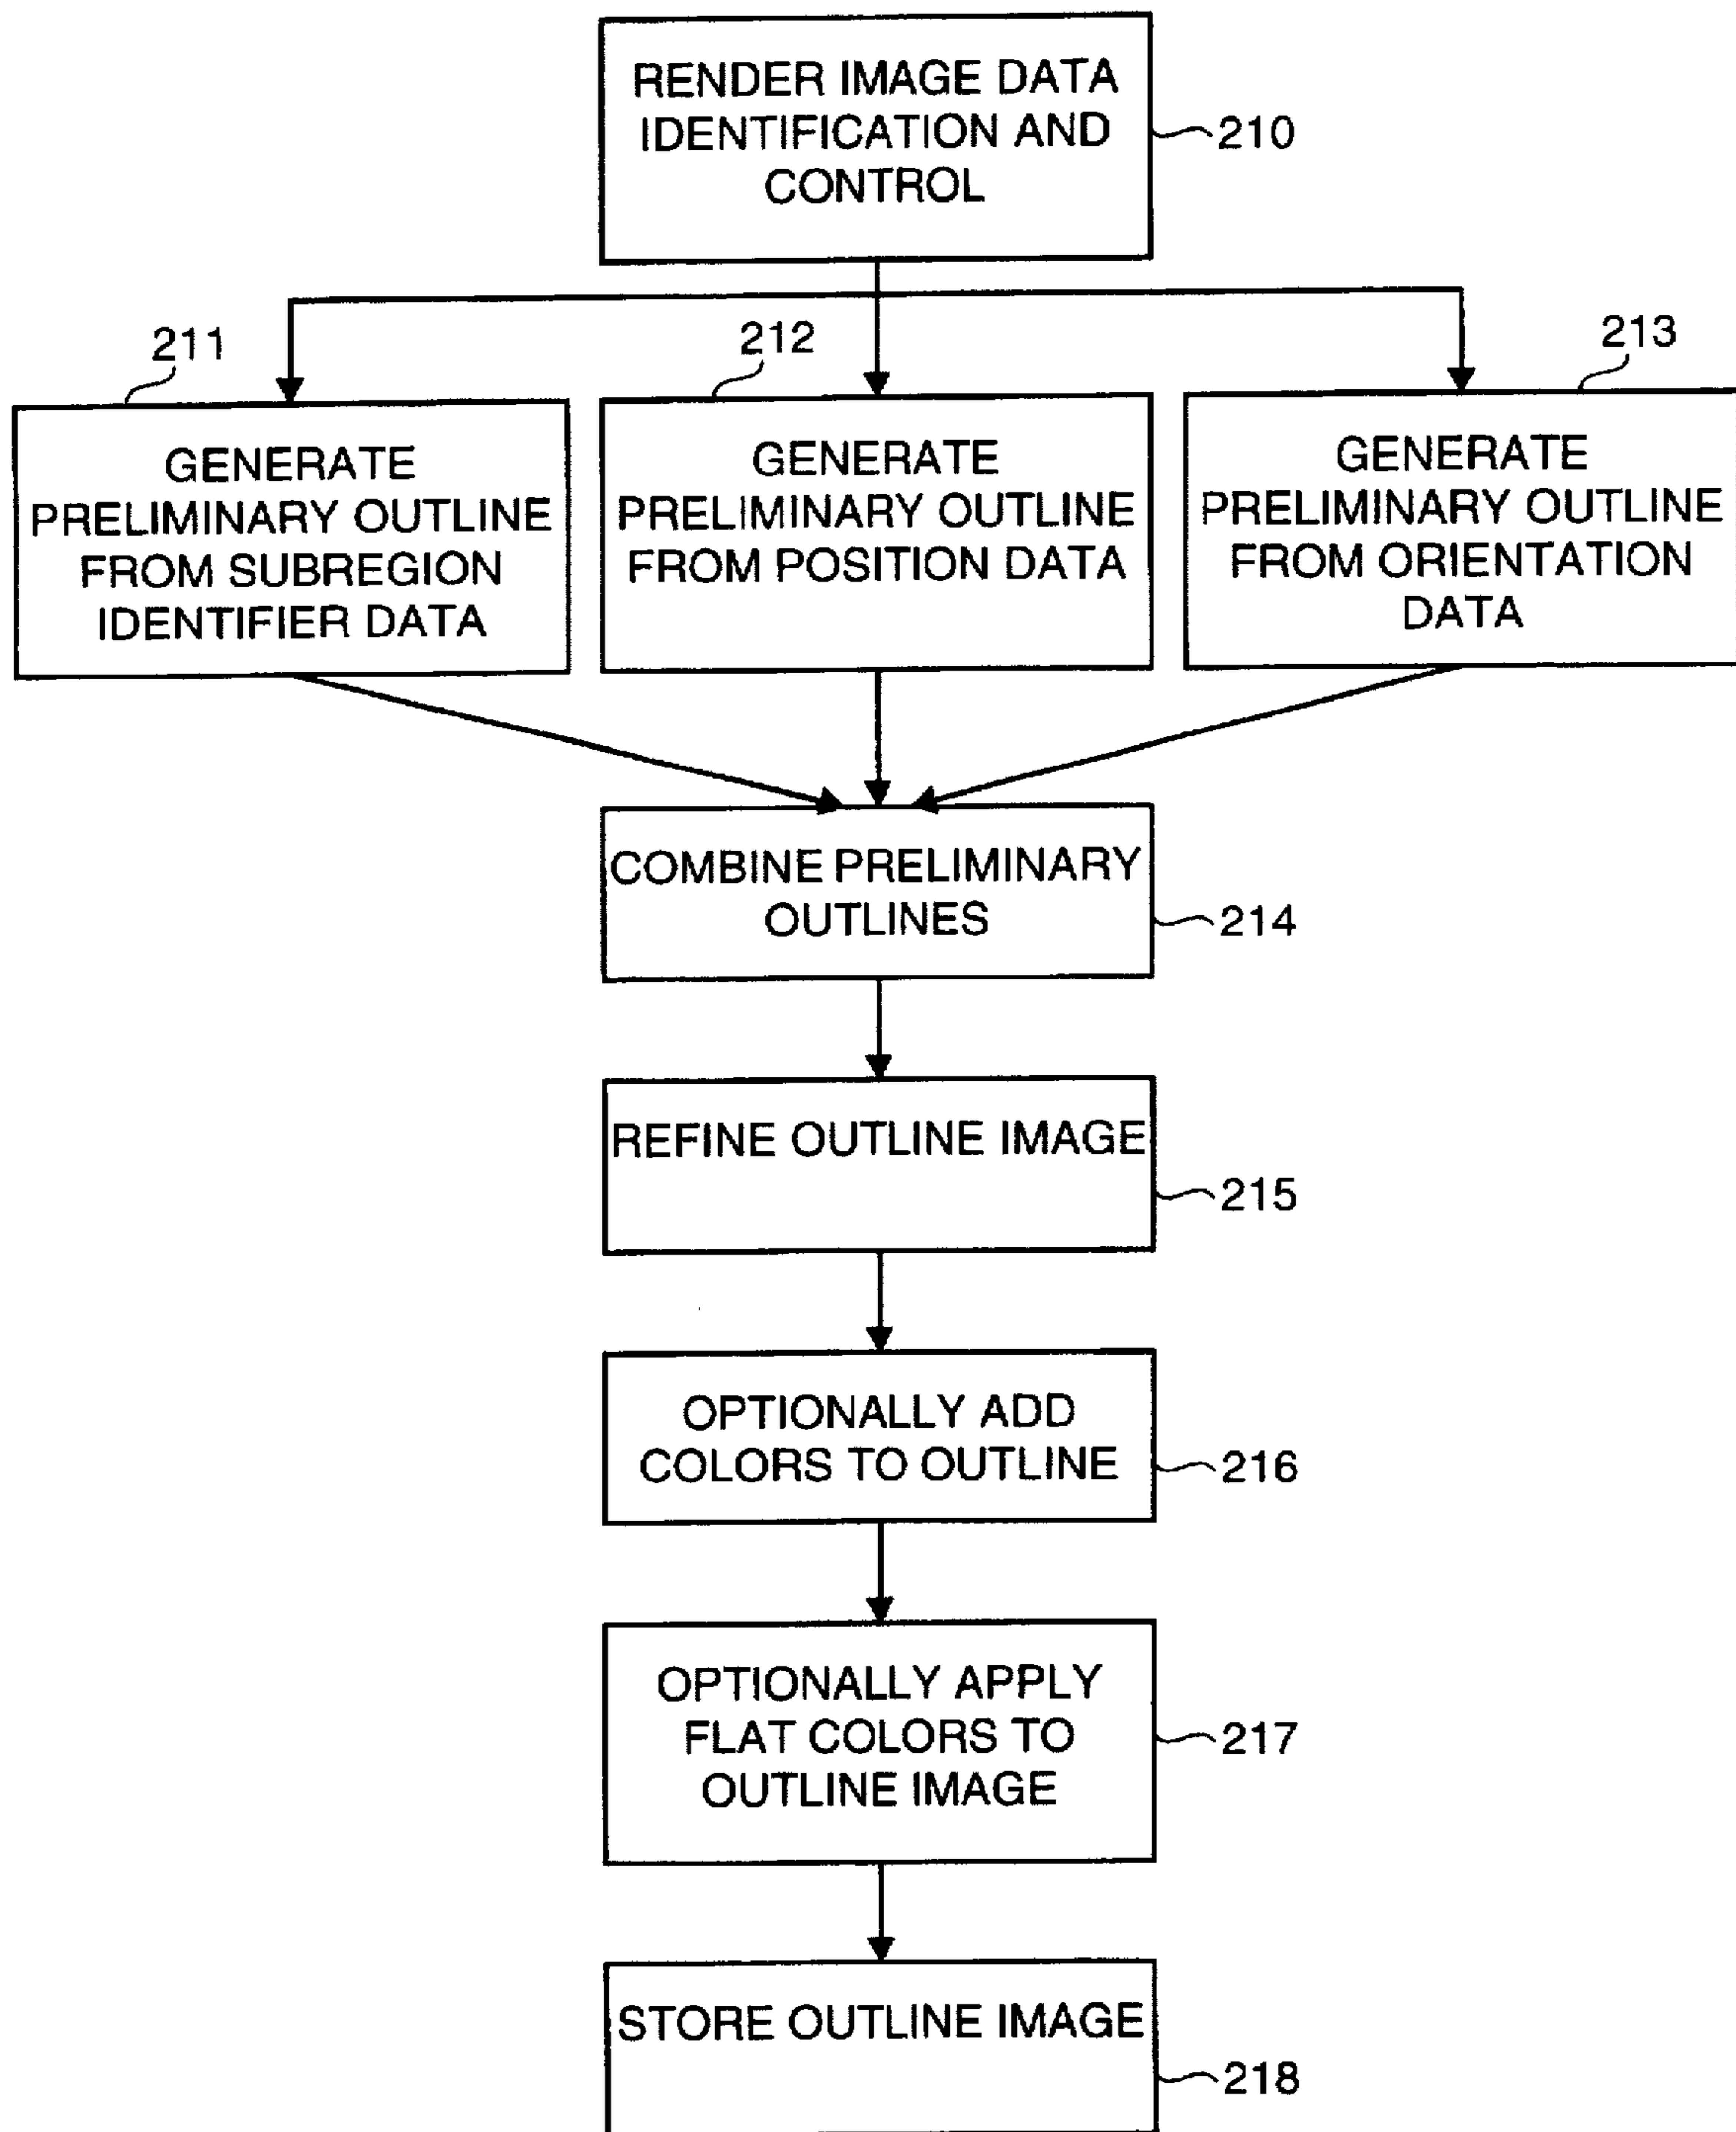 RENDER IMAGE DATA
IDENTIFICATION AND
CONTROL
210
211
212
213
GENERATE
PRELIMINARY OUTLINE
FROM SUBREGION
IDENTIFIER DATA
GENERATE
PRELIMINARY OUTLINE
FROM POSITION DATA
GENERATE
PRELIMINARY OUTLINE
FROM ORIENTATION
DATA
COMBINE PRELIMINARY
OUTLINES
214
REFINE OUTLINE IMAGE
215
OPTIONALLY ADD
COLORS TO OUTLINE
216
OPTIONALLY APPLY
FLAT COLORS TO
OUTLINE IMAGE
217
STORE OUTLINE IMAGE
218